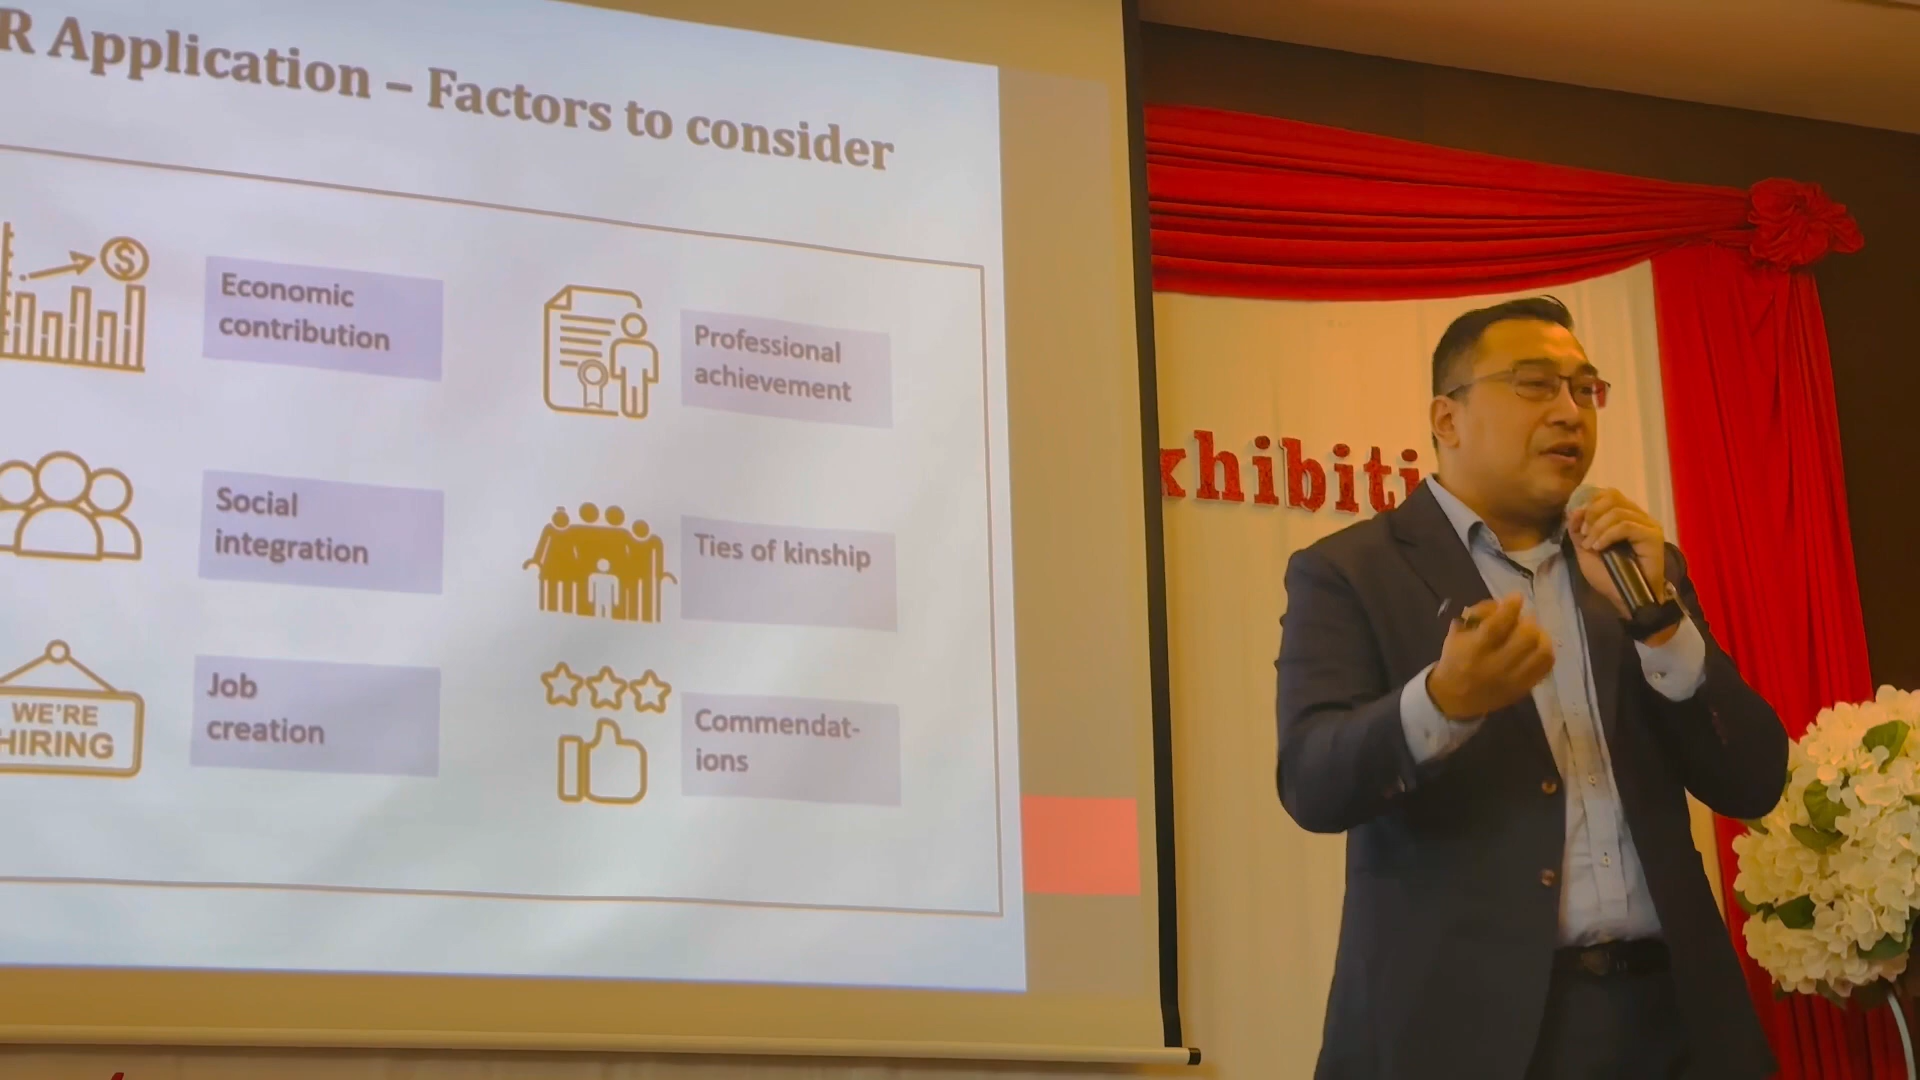 R Application – Factors to consider
Economic
contribution
Professional
achievement
Social
integration
Ties of kinship
WE'RE
HIRING
Job
creation
Commendat-
ions
xhibiti